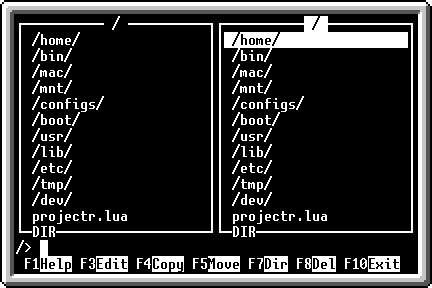 / /
/home/ /home/
/bin/ /bin/
/mac/ /mac/
/mnt/ /mnt/
/configs/ /configs/
/boot/ /boot/
/usr/ /usr/
/lib/ /lib/
/etc/ /etc/
/tmp/ /tmp/
/dev/ /dev/
projectr.lua projectr.lua
DIR DIR
/>
F1Help F3Edit F4Copy F5Move F7Dir F8Del F10Exit